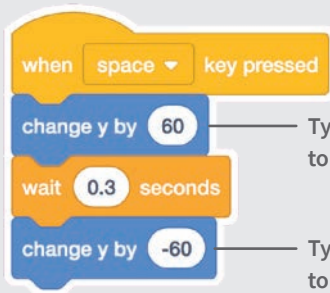 when space key pressed
change y by 60
Ty
to
wait 0.3 seconds
change y by -60
Ty
to